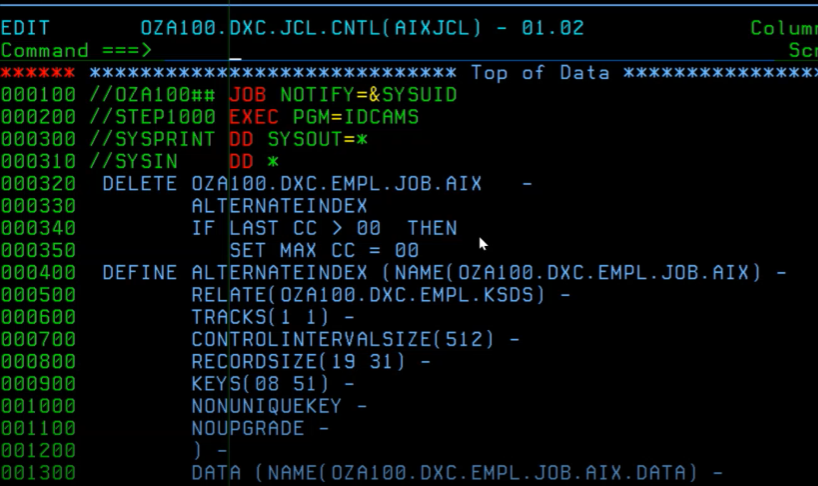 EDIT       OZA100.DXC.JCL.CNTL(AIXJCL) - 01.02                    Column
Command ===>                                                      Scr
****** ***************************** Top of Data ****************
000100 //OZA100## JOB NOTIFY=&SYSUID
000200 //STEP1000 EXEC PGM=IDCAMS
000300 //SYSPRINT DD SYSOUT=*
000310 //SYSIN    DD *
000320  DELETE OZA100.DXC.EMPL.JOB.AIX   -
000330         ALTERNATEINDEX
000340         IF LAST CC > 00  THEN
000350            SET MAX CC = 00
000400  DEFINE ALTERNATEINDEX (NAME(OZA100.DXC.EMPL.JOB.AIX) -
000500         RELATE(OZA100.DXC.EMPL.KSDS) -
000600         TRACKS(1 1) -
000700         CONTROLINTERVALSIZE(512) -
000800         RECORDSIZE(19 31) -
000900         KEYS(08 51) -
001000         NONUNIQUEKEY -
001100         NOUPGRADE -
001200         ) -
001300         DATA (NAME(OZA100.DXC.EMPL.JOB.AIX.DATA) -